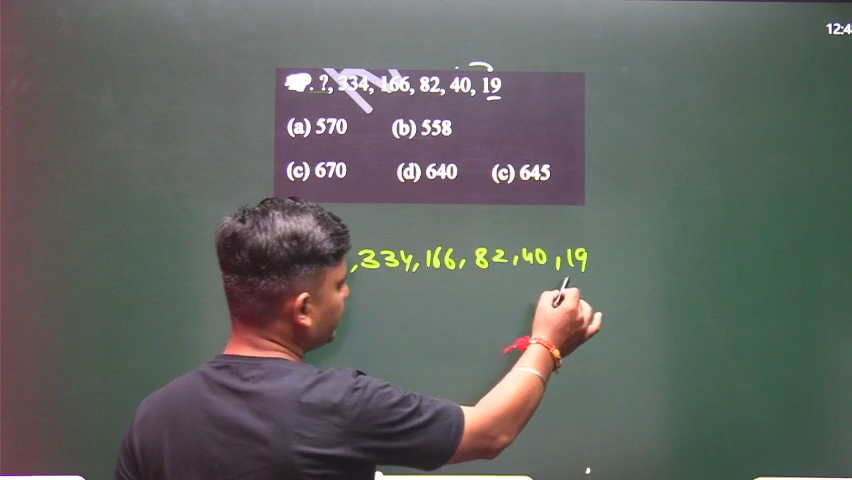 12:4
?, 334, 166, 82, 40, 19
(a) 570 (b) 558
(c) 670 (d) 640 (c) 645
,334,166,82,40,19